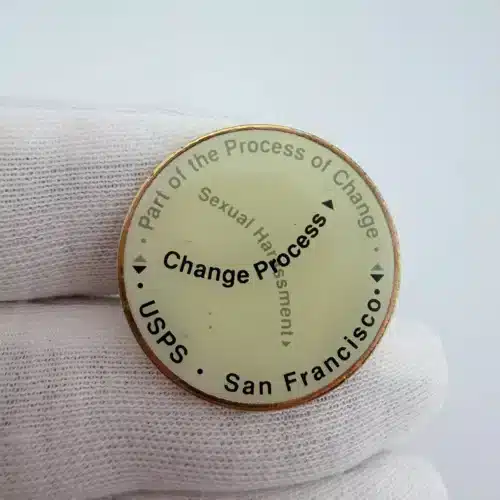 Part of the Process of Change
Sexual Harassment
Change Process
USPS • San Francisco